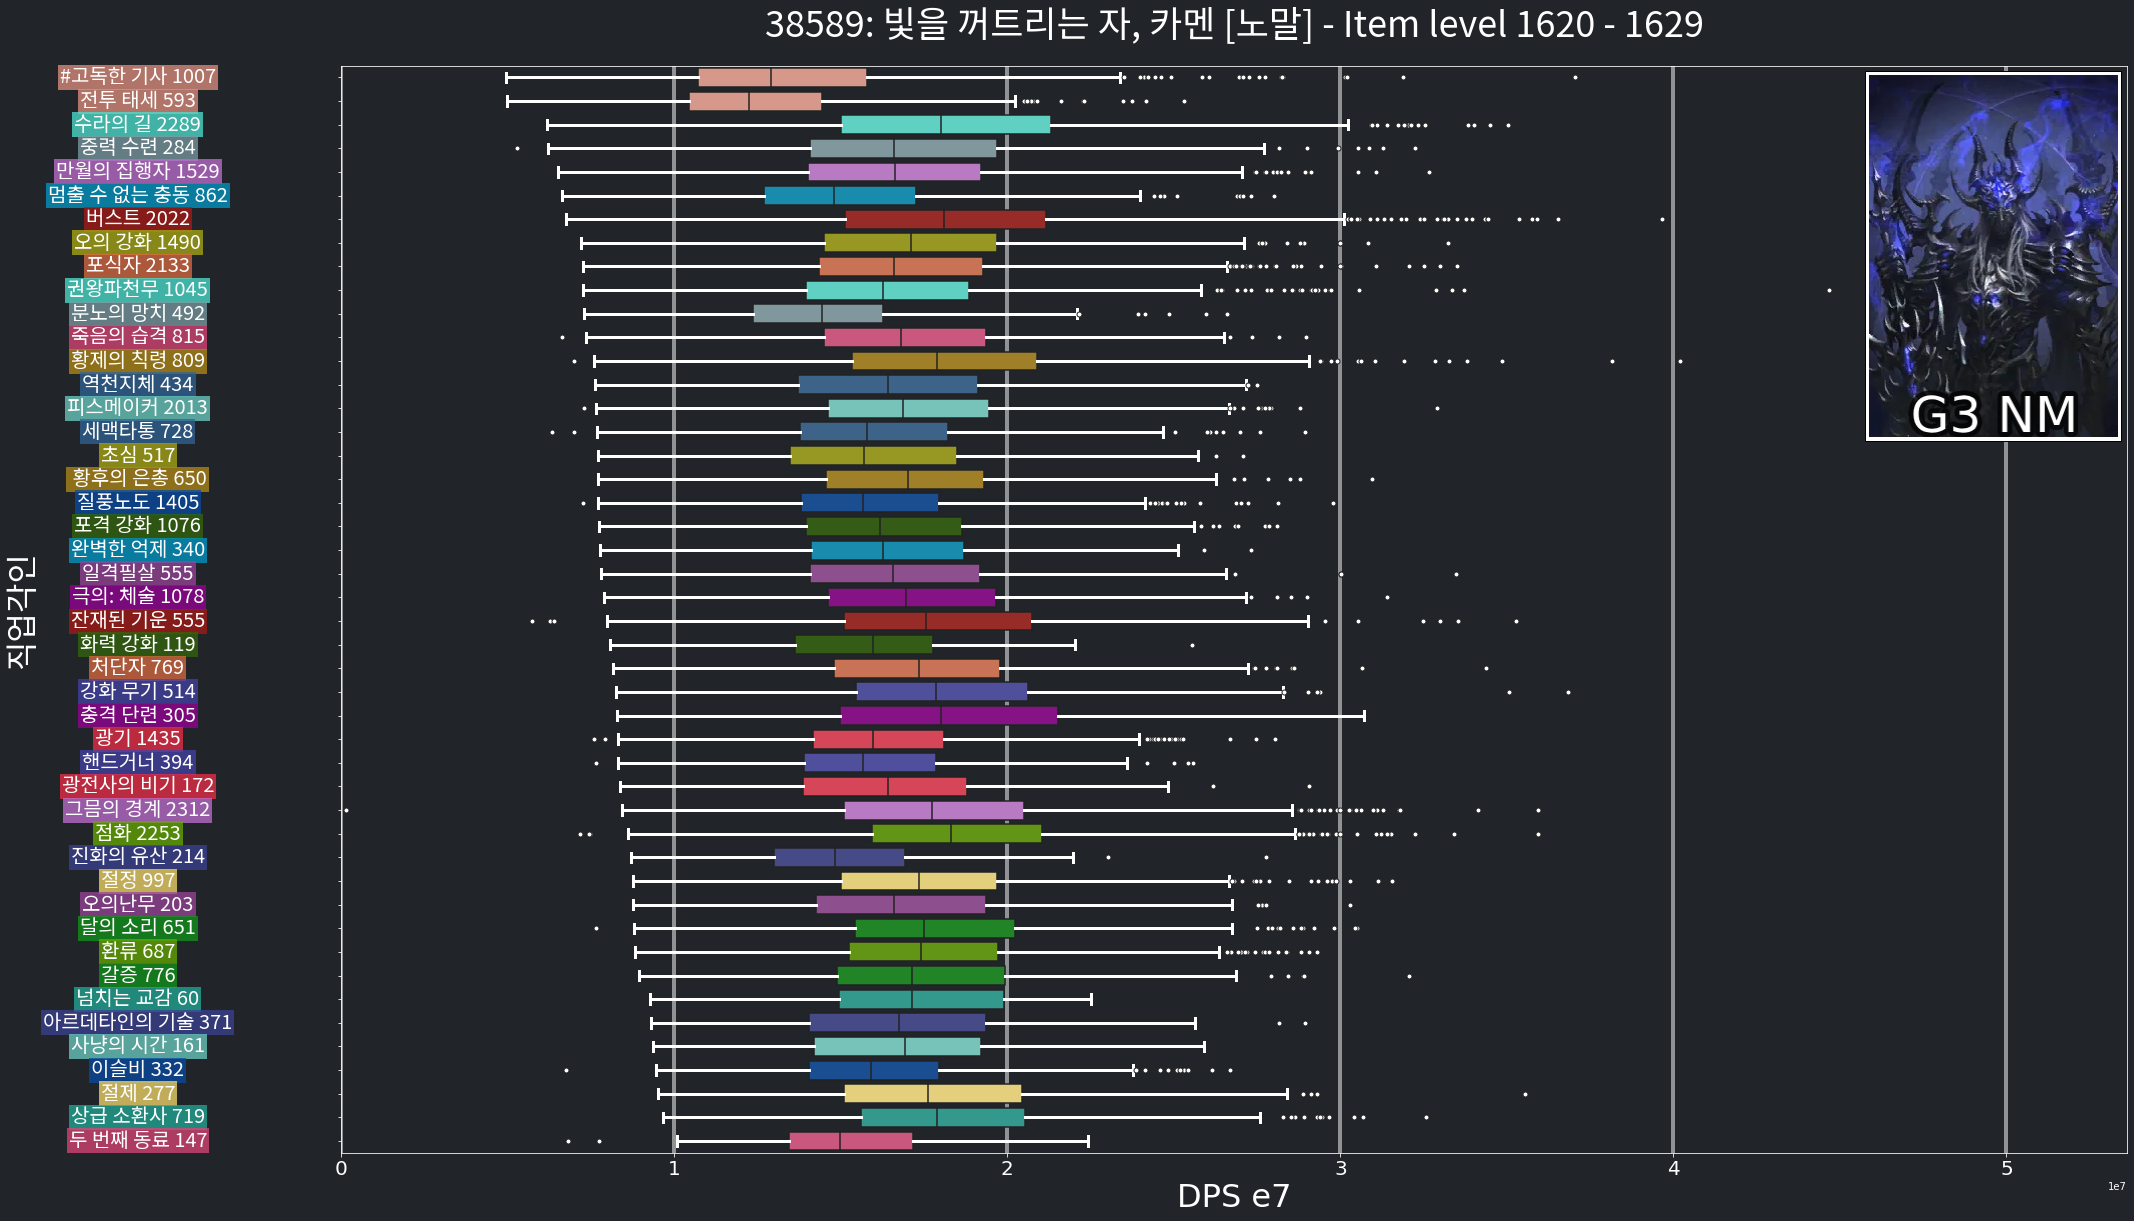 38589: 빛을 꺼트리는 자, 카멘 [노말] - Item level 1620 - 1629
#고독한 기사 1007
전투 태세 593
수라의 길 2289
중력 수련 284
만월의 집행자 1529
멈출 수 없는 충동 862
버스트 2022
오의 강화 1490
포식자 2133
권왕파천무 1045
분노의 망치 492
죽음의 습격 815
황제의 칙령 809
역천지체 434
피스메이커 2013
세맥타통 728
초심 517
황후의 은총 650
질풍노도 1405
포격 강화 1076
완벽한 억제 340
일격필살 555
극의: 체술 1078
잔재된 기운 555
화력 강화 119
처단자 769
강화 무기 514
충격 단련 305
광기 1435
핸드거너 394
광전사의 비기 172
그믐의 경계 2312
점화 2253
진화의 유산 214
절정 997
오의난무 203
달의 소리 651
환류 687
갈증 776
넘치는 교감 60
아르데타인의 기술 371
사냥의 시간 161
이슬비 332
절제 277
상급 소환사 719
두 번째 동료 147
직업각인
G3 NM
0 1 2 3 4 5
1e7
DPS e7